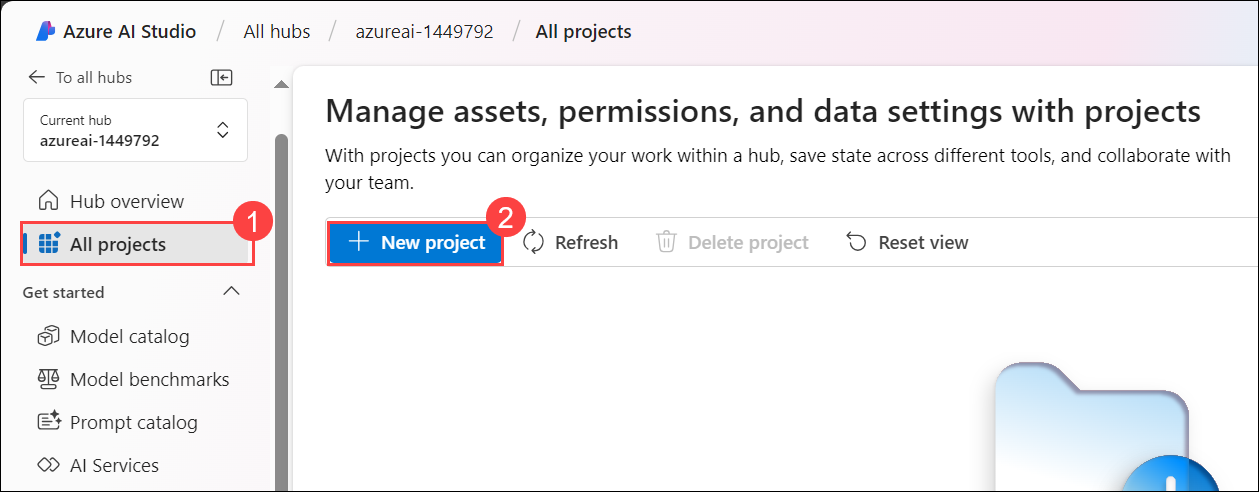 Azure AI Studio / All hubs / azureai-1449792 / All projects
To all hubs
Current hub
azureai-1449792
Hub overview
1
All projects
Get started
Model catalog
Model benchmarks
Prompt catalog
AI Services
Manage assets, permissions, and data settings with projects
With projects you can organize your work within a hub, save state across different tools, and collaborate with
your team.
2
New project Refresh Delete project Reset view